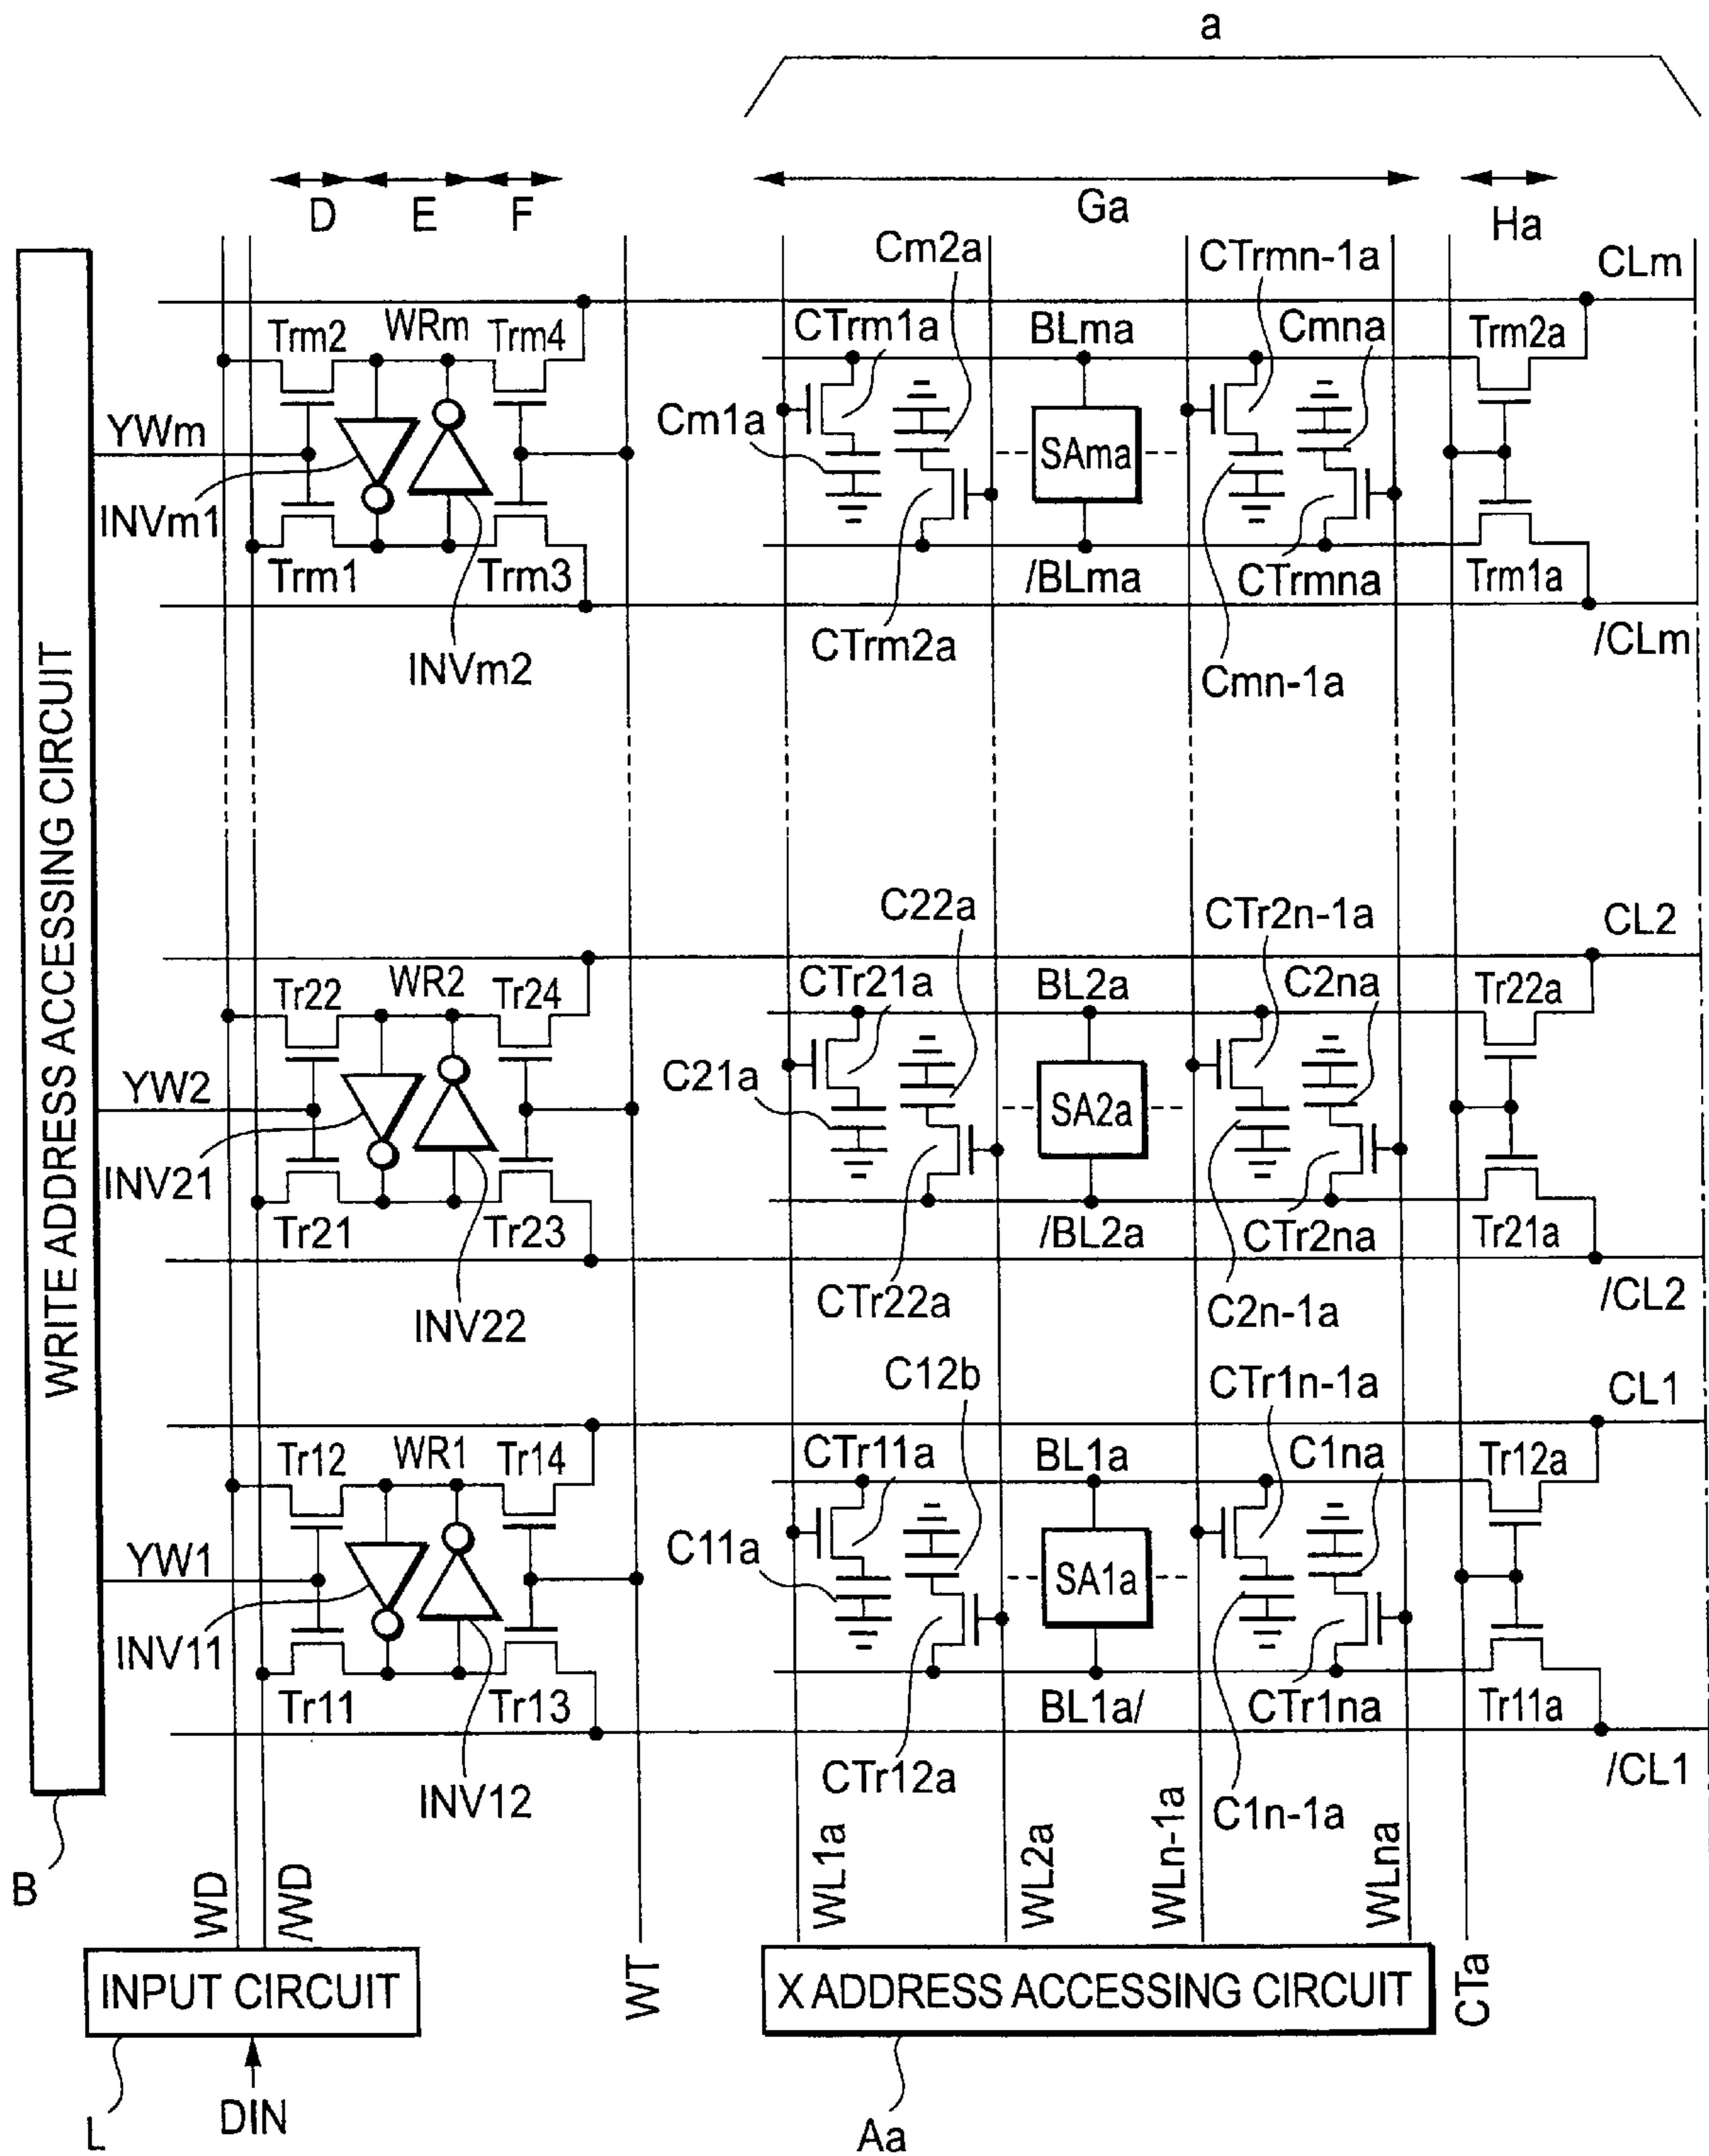 a
D
E
F
Ga
Ha
Cm2a
CTrmn-1a
CLm
Trm2
WRm
Trm4
CTrm1a
BLma
Cmna
Trm2a
YWm
Cm1a
SAma
INVm1
Trm1
Trm3
/BLma
CTrmna
Trm1a
INVm2
CTrm2a
Cmn-1a
/CLm
WRITE ADDRESS ACCESSING CIRCUIT
C22a
CTr2n-1a
CL2
Tr22
WR2
Tr24
CTr21a
BL2a
C2na
Tr22a
YW2
C21a
SA2a
INV21
Tr21
Tr23
/BL2a
CTr2na
Tr21a
INV22
CTr22a
C2n-1a
/CL2
C12b
CTr1n-1a
CL1
Tr12
WR1
Tr14
CTr11a
BL1a
C1na
Tr12a
YW1
C11a
SA1a
INV11
Tr11
Tr13
BL1a/
CTr1na
Tr11a
INV12
CTr12a
C1n-1a
/CL1
B
WD
/WD
WT
WL1a
WL2a
WLn-1a
WLna
CTa
INPUT CIRCUIT
X ADDRESS ACCESSING CIRCUIT
L
DIN
Aa